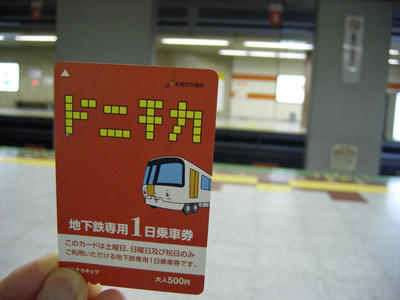 札幌市交通局
ドニチカ
地下鉄専用1日乗車券
このカードは土曜日、日曜日及び祝日のみ
ご利用いただける地下鉄専用1日乗車券です。
大人500円